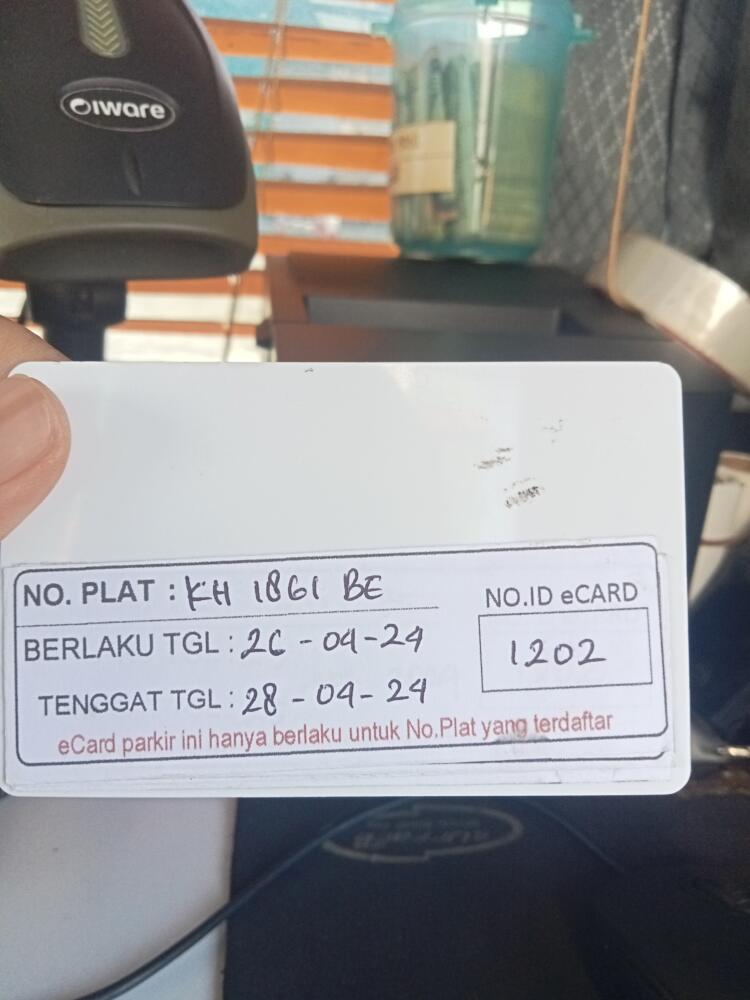 OIWare
NO. PLAT : KH 1861 BE
NO.ID eCARD
BERLAKU TGL : 26 - 04 - 24
1202
TENGGAT TGL : 28 - 04 - 24
eCard parkir ini hanya berlaku untuk No.Plat yang terdaftar